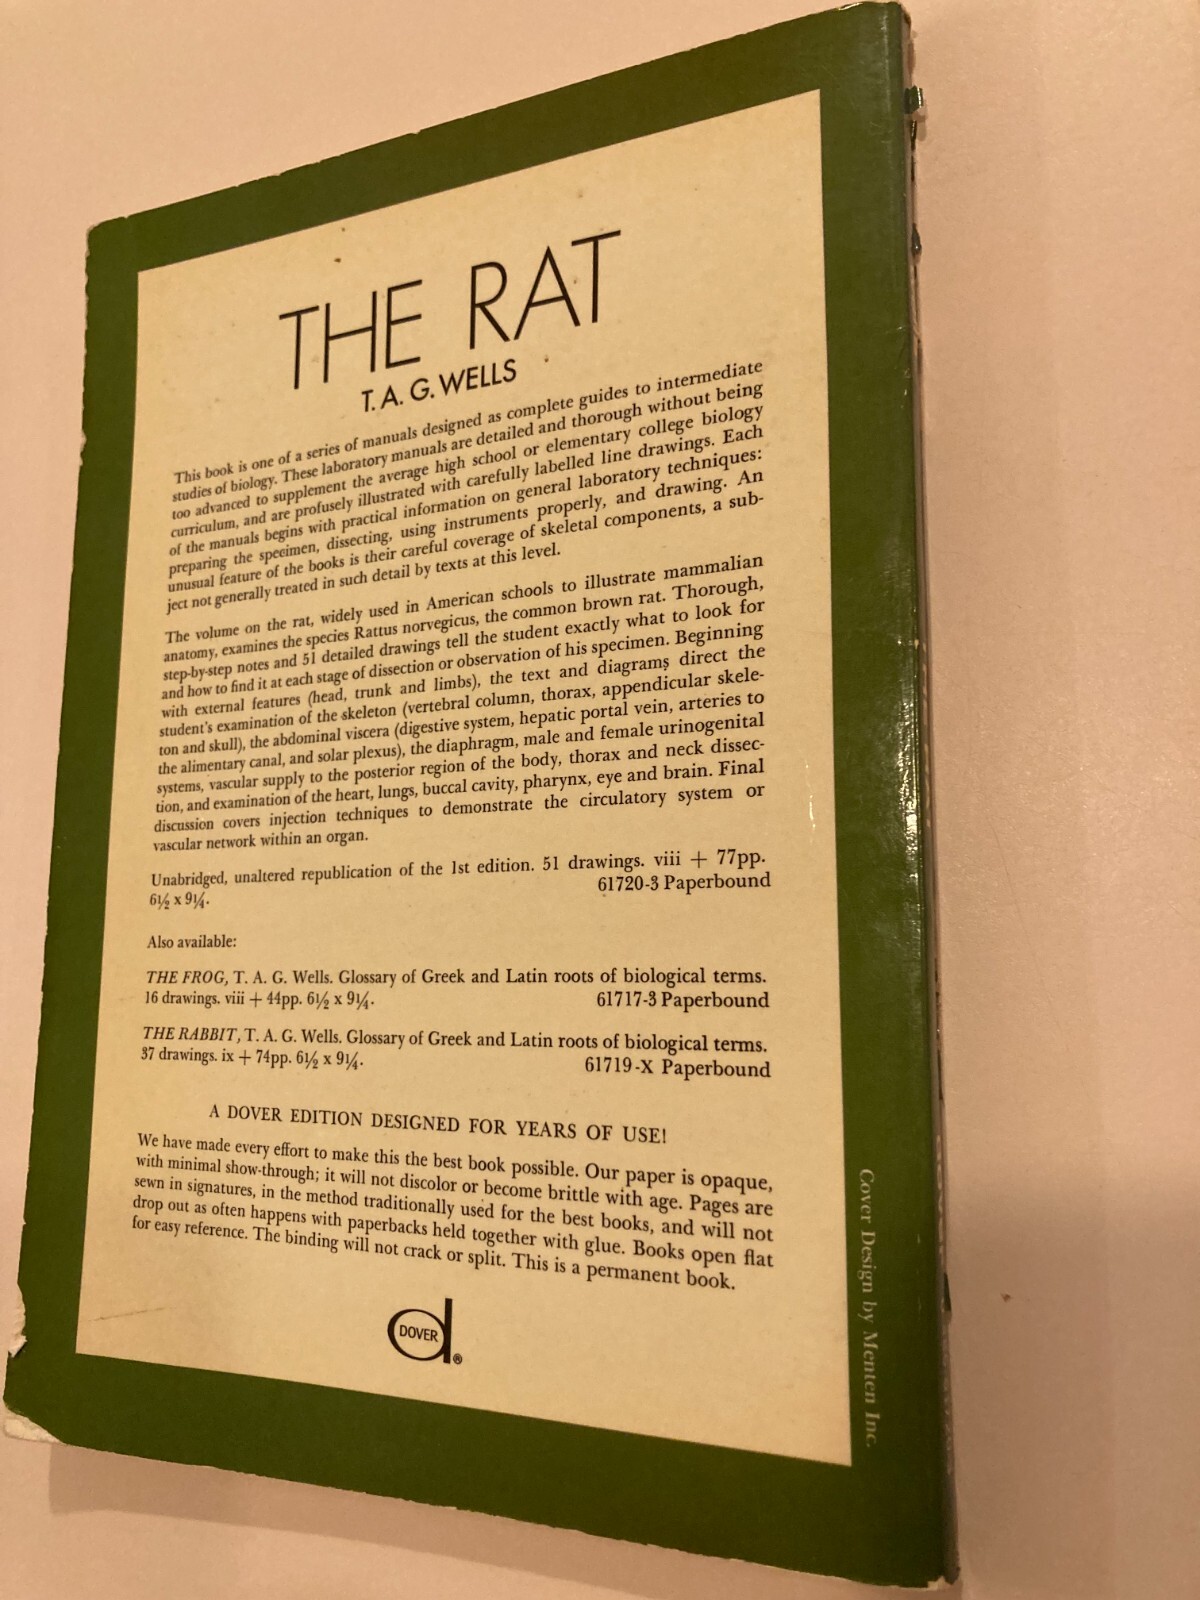 THE RAT
T. A. G. WELLS
This book is one of a series of manuals designed as complete guides to intermediate
studies of biology. These laboratory manuals are detailed and thorough without being
too advanced to supplement the average high school or elementary college biology
curriculum, and are profusely illustrated with carefully labelled line drawings. Each
of the manuals begins with practical information on general laboratory techniques:
preparing the specimen, dissecting, using instruments properly, and drawing. An
unusual feature of the books is their careful coverage of skeletal components, a sub-
ject not generally treated in such detail by texts at this level.
The volume on the rat, widely used in American schools to illustrate mammalian
anatomy, examines the species Rattus norvegicus, the common brown rat. Thorough,
step-by-step notes and 51 detailed drawings tell the student exactly what to look for
and how to find it at each stage of dissection or observation of his specimen. Beginning
with external features (head, trunk and limbs), the text and diagrams direct the
student's examination of the skeleton (vertebral column, thorax, appendicular skele-
ton and skull), the abdominal viscera (digestive system, hepatic portal vein, arteries to
the alimentary canal, and solar plexus), the diaphragm, male and female urinogenital
systems, vascular supply to the posterior region of the body, thorax and neck dissec-
tion, and examination of the heart, lungs, buccal cavity, pharynx, eye and brain. Final
discussion covers injection techniques to demonstrate the circulatory system or
vascular network within an organ.
Unabridged, unaltered republication of the 1st edition. 51 drawings. viii + 77pp.
6½ x 9¼. 61720-3 Paperbound
Also available:
THE FROG, T. A. G. Wells. Glossary of Greek and Latin roots of biological terms.
16 drawings. viii + 44pp. 6½ x 9¼. 61717-3 Paperbound
THE RABBIT, T. A. G. Wells. Glossary of Greek and Latin roots of biological terms.
37 drawings. ix + 74pp. 6½ x 9¼. 61719-X Paperbound
A DOVER EDITION DESIGNED FOR YEARS OF USE!
We have made every effort to make this the best book possible. Our paper is opaque,
with minimal show-through; it will not discolor or become brittle with age. Pages are
sewn in signatures, in the method traditionally used for the best books, and will not
drop out as often happens with paperbacks held together with glue. Books open flat
for easy reference. The binding will not crack or split. This is a permanent book.
d DOVER ®
Cover Design by Menten Inc.